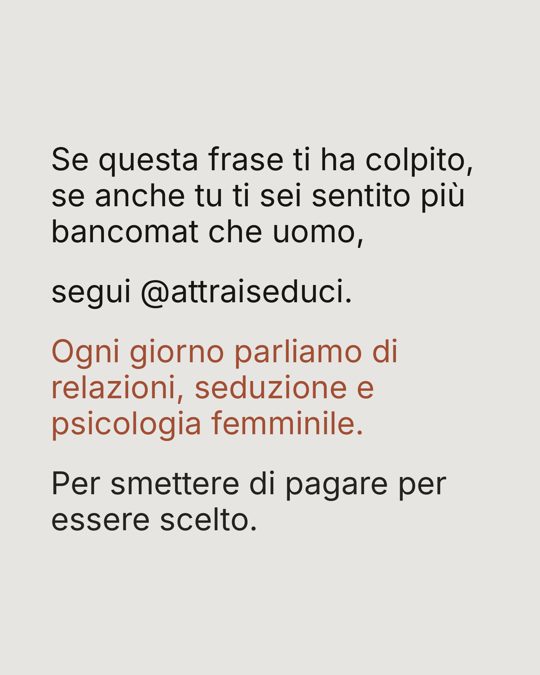 Se questa frase ti ha colpito,
se anche tu ti sei sentito più
bancomat che uomo,
segui @attraiseduci.
Ogni giorno parliamo di
relazioni, seduzione e
psicologia femminile.
Per smettere di pagare per
essere scelto.